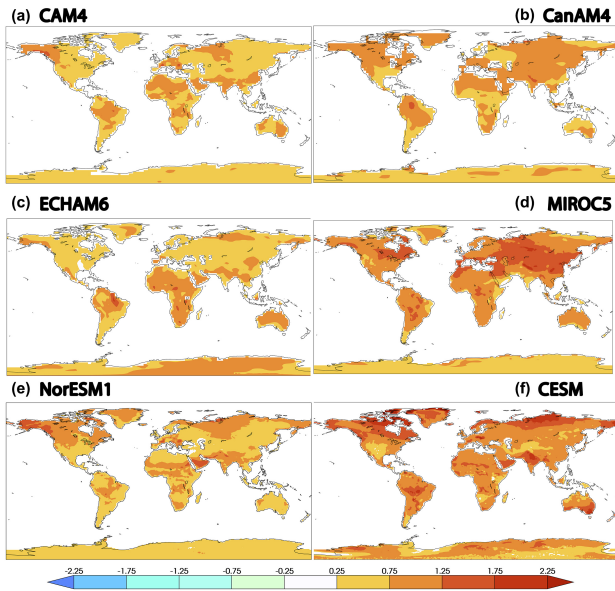 (a) CAM4
(b) CanAM4
(c) ECHAM6
(d) MIROC5
(e) NorESM1
(f) CESM
-2.25 -1.75 -1.25 -0.75 -0.25 0.25 0.75 1.25 1.75 2.25